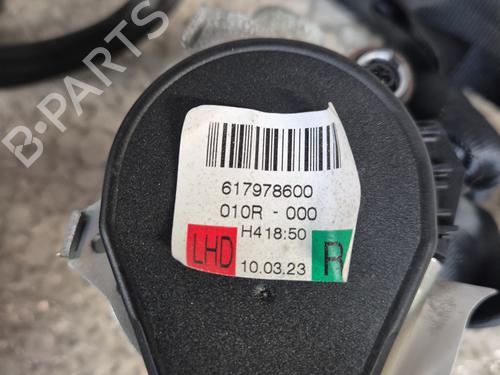 617978600
010R - 000
H418:50
LHD 10.03.23 R
B-Parts